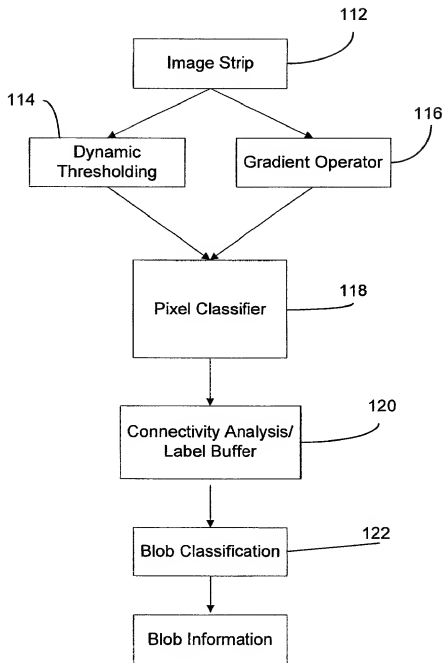 112
Image Strip
114
116
Dynamic
Thresholding
Gradient Operator
Pixel Classifier
118
120
Connectivity Analysis/
Label Buffer
122
Blob Classification
Blob Information